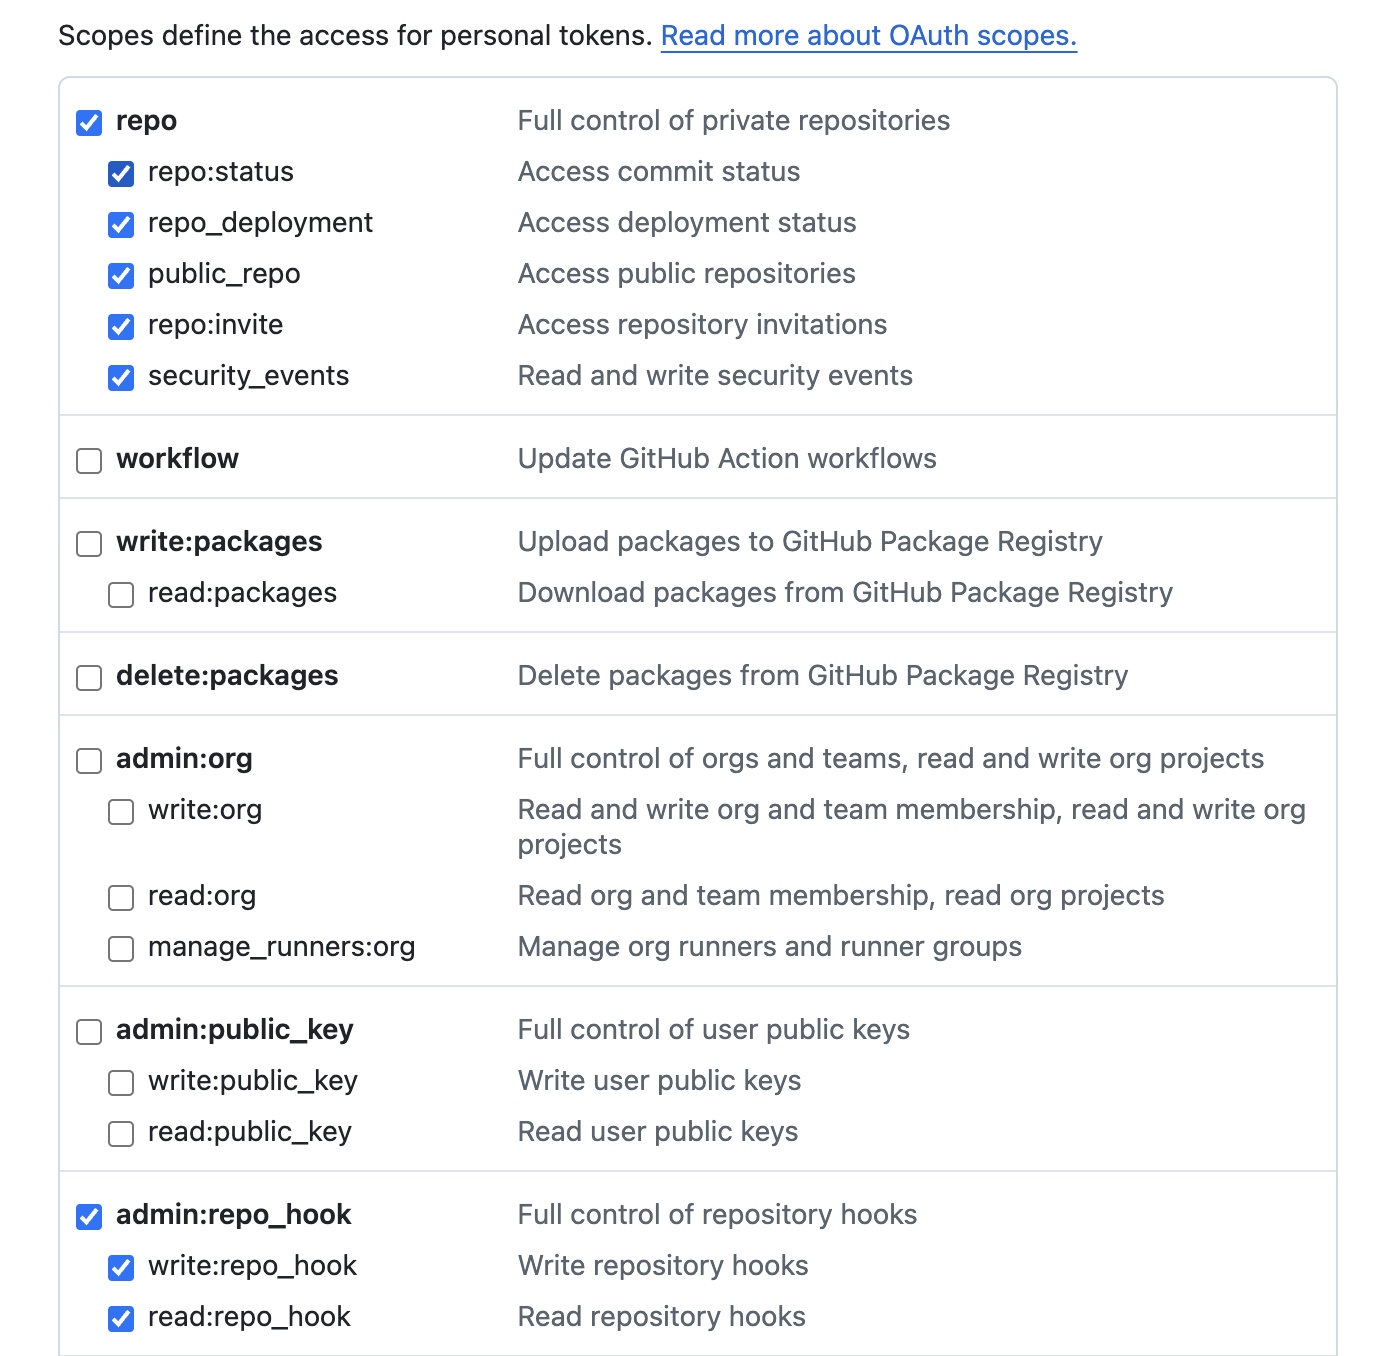 Scopes define the access for personal tokens. Read more about OAuth scopes.
repo Full control of private repositories
repo:status Access commit status
repo_deployment Access deployment status
public_repo Access public repositories
repo:invite Access repository invitations
security_events Read and write security events
workflow Update GitHub Action workflows
write:packages Upload packages to GitHub Package Registry
read:packages Download packages from GitHub Package Registry
delete:packages Delete packages from GitHub Package Registry
admin:org Full control of orgs and teams, read and write org projects
write:org Read and write org and team membership, read and write org
projects
read:org Read org and team membership, read org projects
manage_runners:org Manage org runners and runner groups
admin:public_key Full control of user public keys
write:public_key Write user public keys
read:public_key Read user public keys
admin:repo_hook Full control of repository hooks
write:repo_hook Write repository hooks
read:repo_hook Read repository hooks